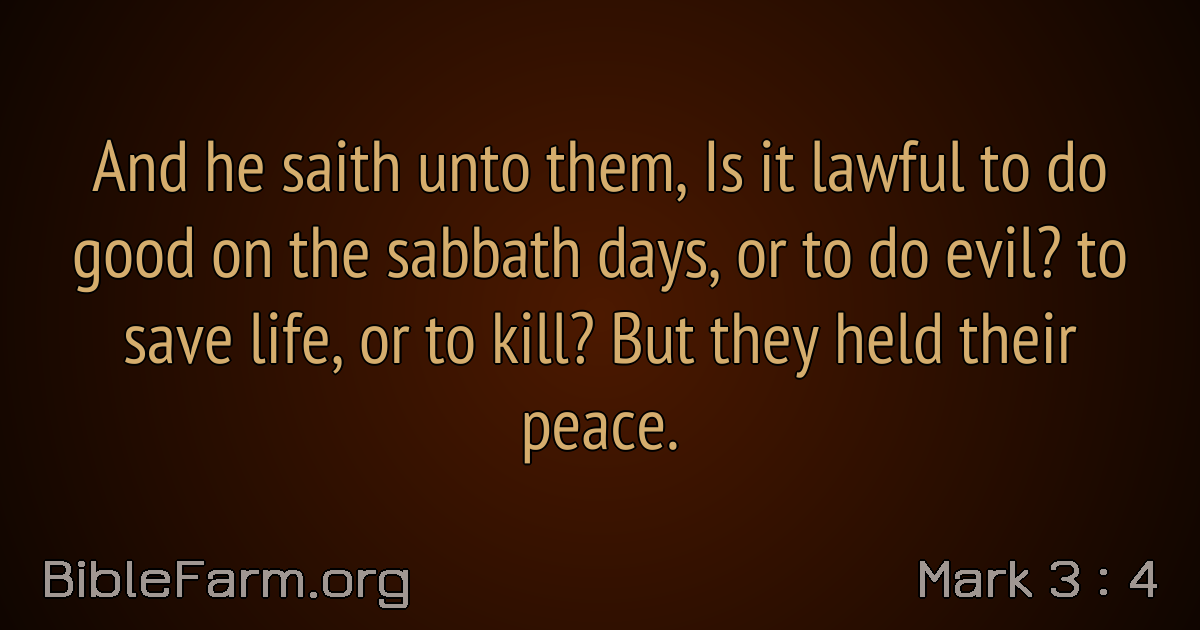 And he saith unto them, Is it lawful to do
good on the sabbath days, or to do evil? to
save life, or to kill? But they held their
peace.
BibleFarm.org
Mark 3 : 4